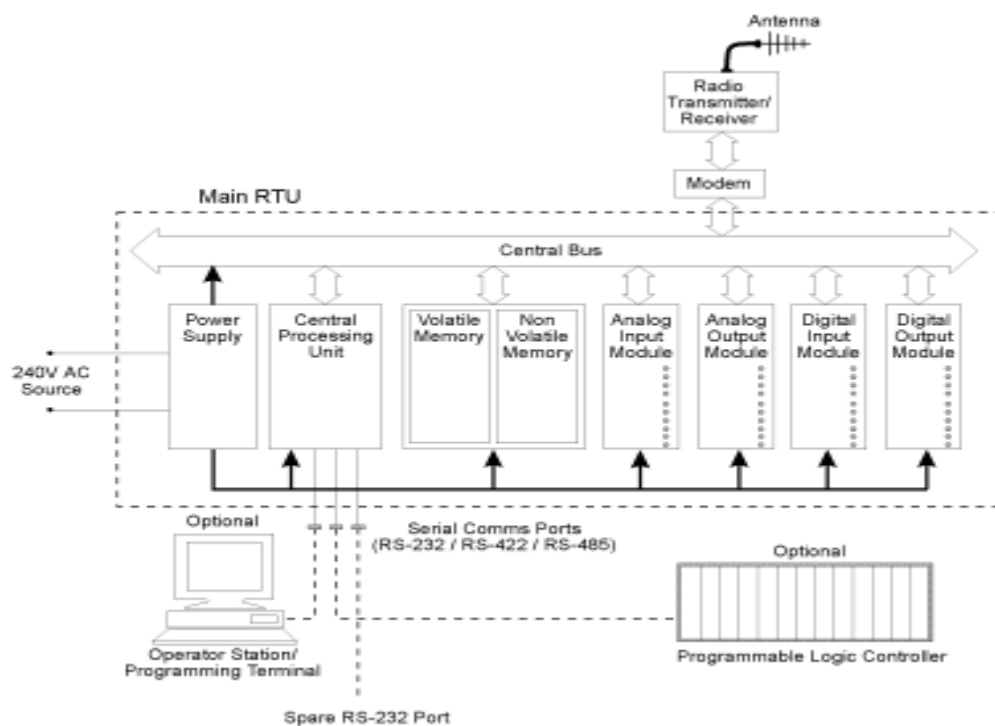 Antenna
Radio
Transmitter/
Receiver
Modem
Main RTU
Central Bus
Power
Supply
Central
Processing
Unit
Volatile
Memory
Non
Volatile
Memory
Analog
Input
Module
Analog
Output
Module
Digital
Input
Module
Digital
Output
Module
240V AC
Source
Optional
Serial Comms Ports
(RS-232 / RS-422 / RS-485)
Optional
Operator Station/
Programming Terminal
Programmable Logic Controller
Spare RS-232 Port